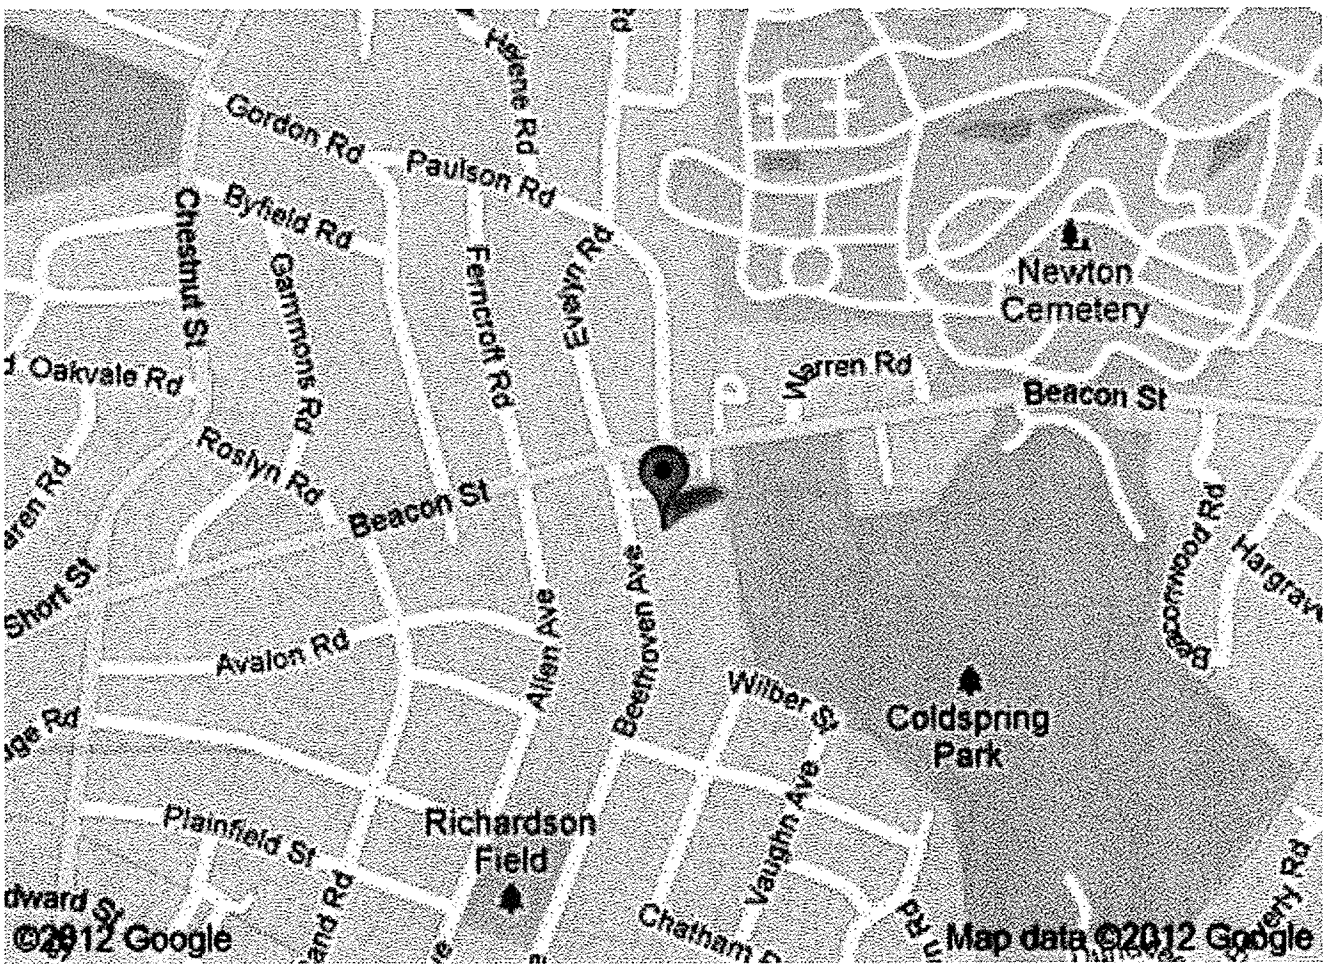 Helene Rd
Gordon Rd
Paulson Rd
Byfield Rd
Chestnut St
Gammons Rd
Ferncroft Rd
Evelyn Rd
Newton
Cemetery
Oakvale Rd
Warren Rd
Beacon St
Roslyn Rd
Beacon St
Beaconwood Rd
Short St
Avalon Rd
Allen Ave
Beethoven Ave
Wilber St
Coldspring
Park
Vaughn Ave
Plainfield St
Richardson
Field
Chatham
©2012 Google
Map data ©2012 Google